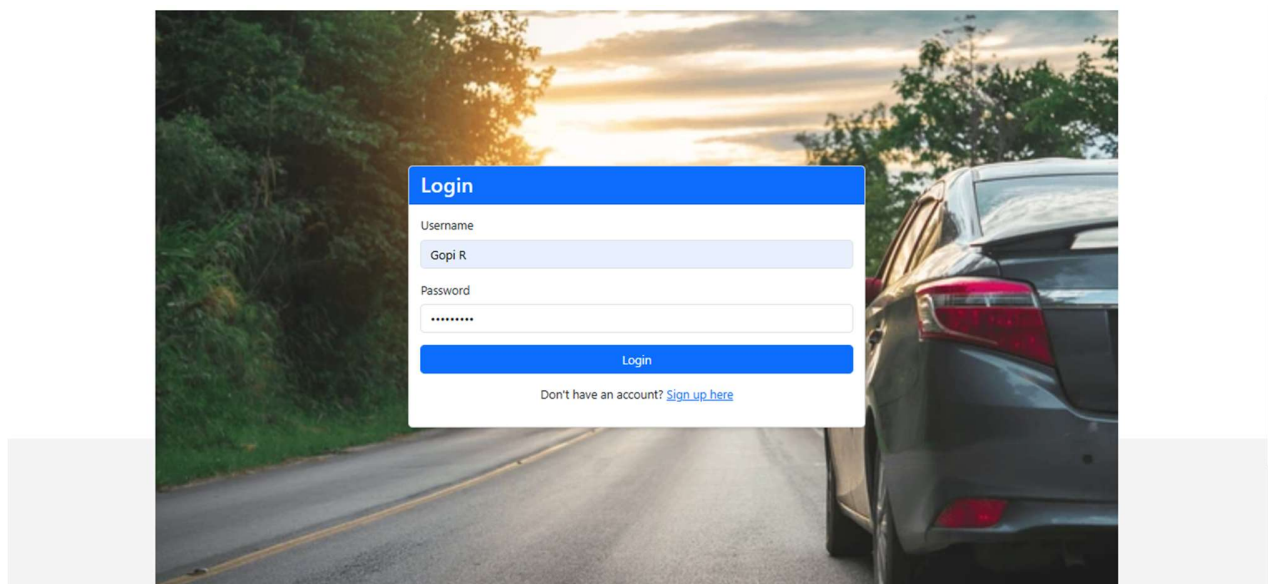 Login
Username
Gopi R
Password
•••••••••
Login
Don't have an account? Sign up here